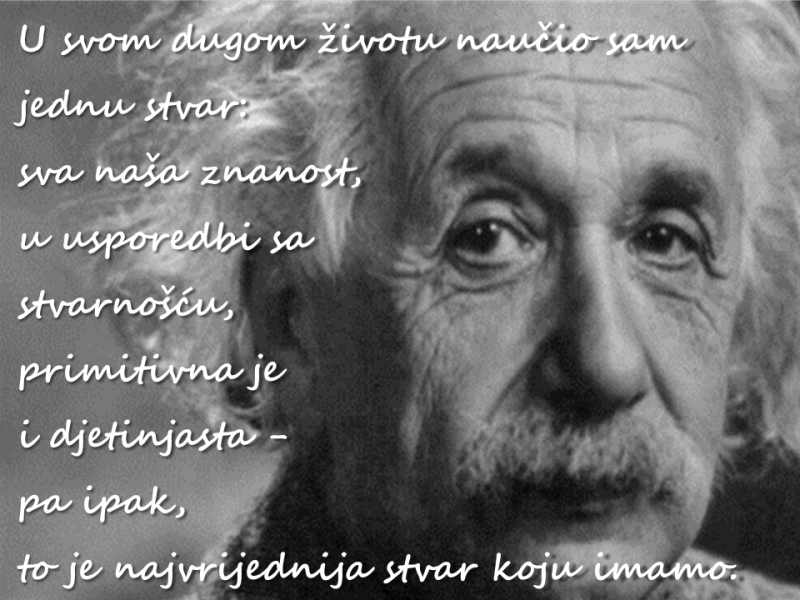 U svom dugom životu naučio sam
jednu stvar:
sva naša znanost,
u usporedbi sa
stvarnošću,
primitivna je
i djetinjasta -
pa ipak,
to je najvrijednija stvar koju imamo.